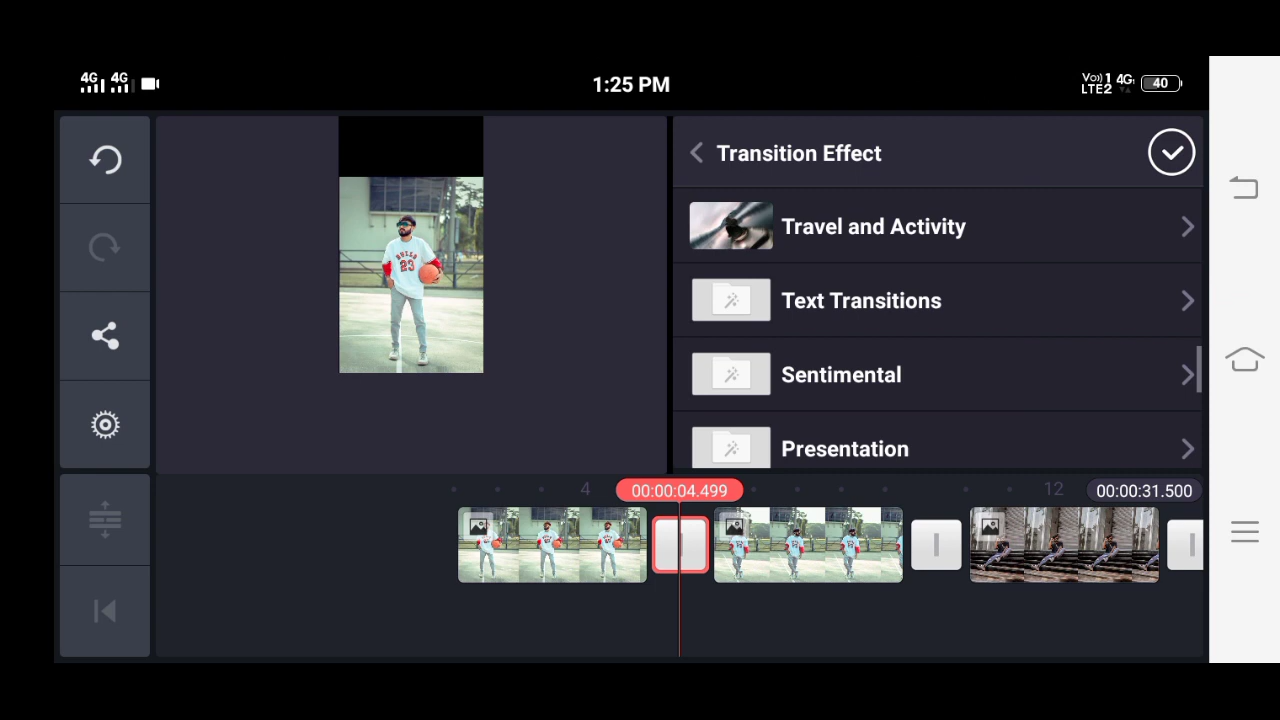 4G 4G
1:25 PM
Vo) 1 4G
LTE2
40
Transition Effect
Travel and Activity
Text Transitions
Sentimental
Presentation
4
00:00:04.499
12
00:00:31.500
23